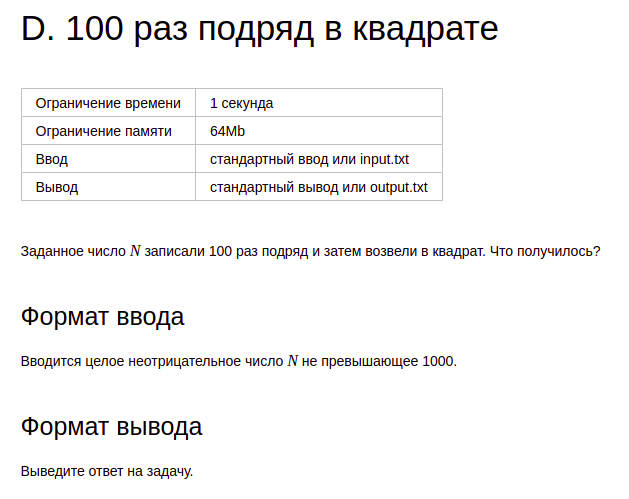 D. 100 раз подряд в квадрате
Ограничение времени 1 секунда
Ограничение памяти 64Mb
Ввод стандартный ввод или input.txt
Вывод стандартный вывод или output.txt
Заданное число N записали 100 раз подряд и затем возвели в квадрат. Что получилось?
Формат ввода
Вводится целое неотрицательное число N не превышающее 1000.
Формат вывода
Выведите ответ на задачу.